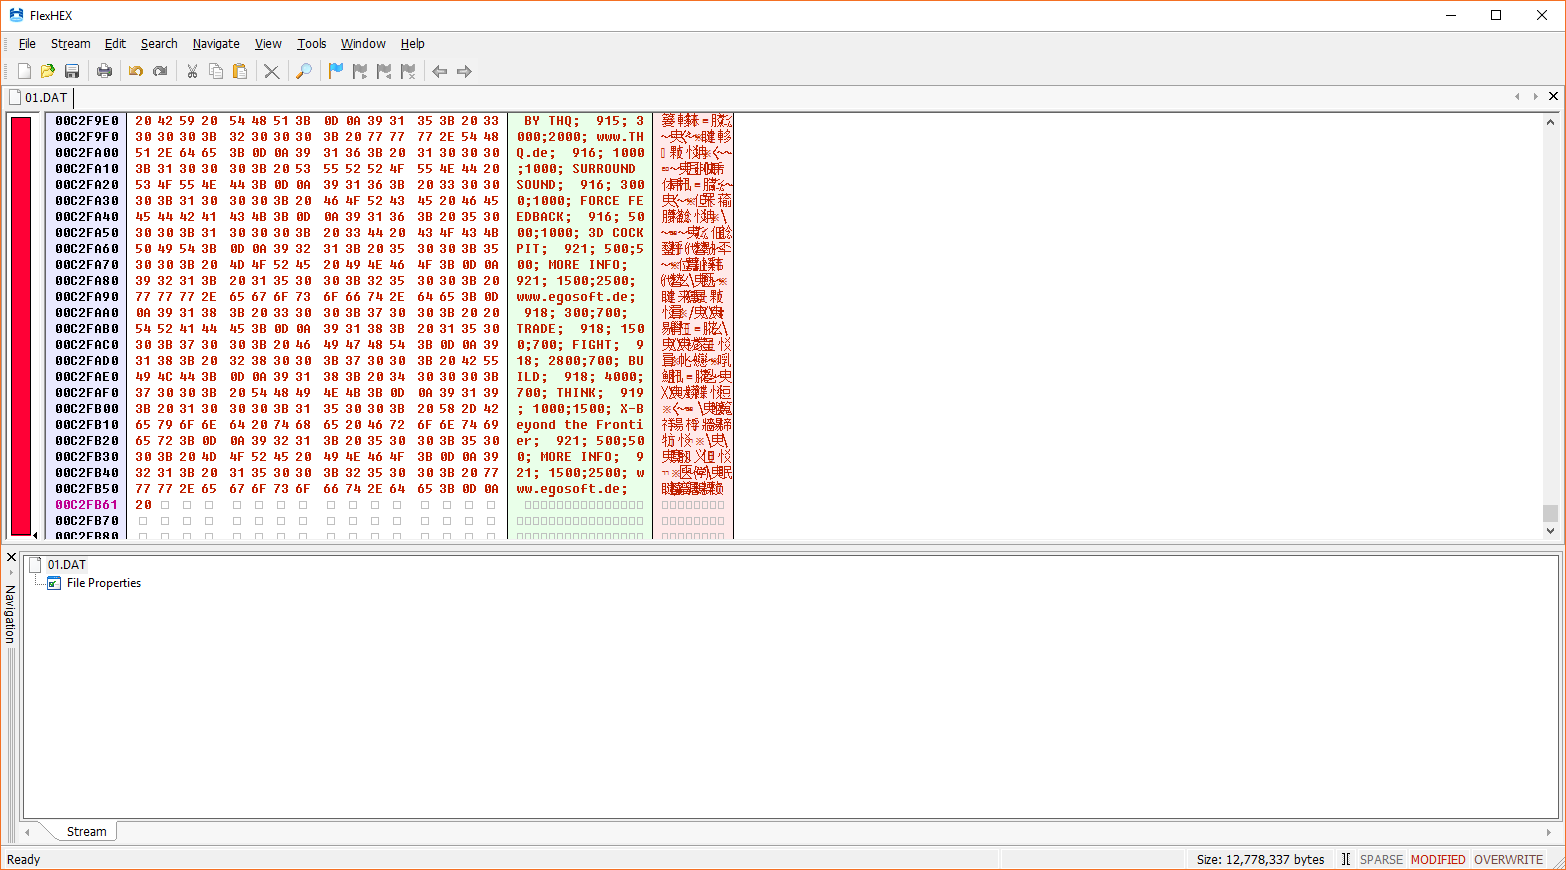 FlexHEX
File Stream Edit Search Navigate View Tools Window Help
01.DAT
00C2F9E0 20 42 59 20 54 48 51 3B 0D 0A 39 31 35 3B 20 33 BY THQ; 915; 3
00C2F9F0 30 30 30 3B 32 30 30 30 3B 20 77 77 77 2E 54 48 000;2000; www.TH
00C2FA00 51 2E 64 65 3B 0D 0A 39 31 36 3B 20 31 30 30 30 Q.de; 916; 1000
00C2FA10 3B 31 30 30 30 3B 20 53 55 52 52 4F 55 4E 44 20 ;1000; SURROUND
00C2FA20 53 4F 55 4E 44 3B 0D 0A 39 31 36 3B 20 33 30 30 SOUND; 916; 300
00C2FA30 30 3B 31 30 30 30 3B 20 46 4F 52 43 45 20 46 45 0;1000; FORCE FE
00C2FA40 45 44 42 41 43 4B 3B 0D 0A 39 31 36 3B 20 35 30 EDBACK; 916; 50
00C2FA50 30 30 3B 31 30 30 30 3B 20 33 44 20 43 4F 43 4B 00;1000; 3D COCK
00C2FA60 50 49 54 3B 0D 0A 39 32 31 3B 20 35 30 30 3B 35 PIT; 921; 500;5
00C2FA70 30 30 3B 20 4D 4F 52 45 20 49 4E 46 4F 3B 0D 0A 00; MORE INFO;
00C2FA80 39 32 31 3B 20 31 35 30 30 3B 32 35 30 30 3B 20 921; 1500;2500;
00C2FA90 77 77 77 2E 65 67 6F 73 6F 66 74 2E 64 65 3B 0D www.egosoft.de;
00C2FAA0 0A 39 31 38 3B 20 33 30 30 3B 37 30 30 3B 20 20 918; 300;700;
00C2FAB0 54 52 41 44 45 3B 0D 0A 39 31 38 3B 20 31 35 30 TRADE; 918; 150
00C2FAC0 30 3B 37 30 30 3B 20 46 49 47 48 54 3B 0D 0A 39 0;700; FIGHT; 9
00C2FAD0 31 38 3B 20 32 38 30 30 3B 37 30 30 3B 20 42 55 18; 2800;700; BU
00C2FAE0 49 4C 44 3B 0D 0A 39 31 38 3B 20 34 30 30 30 3B ILD; 918; 4000;
00C2FAF0 37 30 30 3B 20 54 48 49 4E 4B 3B 0D 0A 39 31 39 700; THINK; 919
00C2FB00 3B 20 31 30 30 30 3B 31 35 30 30 3B 20 58 2D 42 ; 1000;1500; X-B
00C2FB10 65 79 6F 6E 64 20 74 68 65 20 46 72 6F 6E 74 69 eyond the Fronti
00C2FB20 65 72 3B 0D 0A 39 32 31 3B 20 35 30 30 3B 35 30 er; 921; 500;50
00C2FB30 30 3B 20 4D 4F 52 45 20 49 4E 46 4F 3B 0D 0A 39 0; MORE INFO; 9
00C2FB40 32 31 3B 20 31 35 30 30 3B 32 35 30 30 3B 20 77 21; 1500;2500; w
00C2FB50 77 77 2E 65 67 6F 73 6F 66 74 2E 64 65 3B 0D 0A ww.egosoft.de;
00C2FB61 20
00C2FB70
00C2FB80
01.DAT
File Properties
Navigation
Stream
Ready Size: 12,778,337 bytes ][ SPARSE MODIFIED OVERWRITE